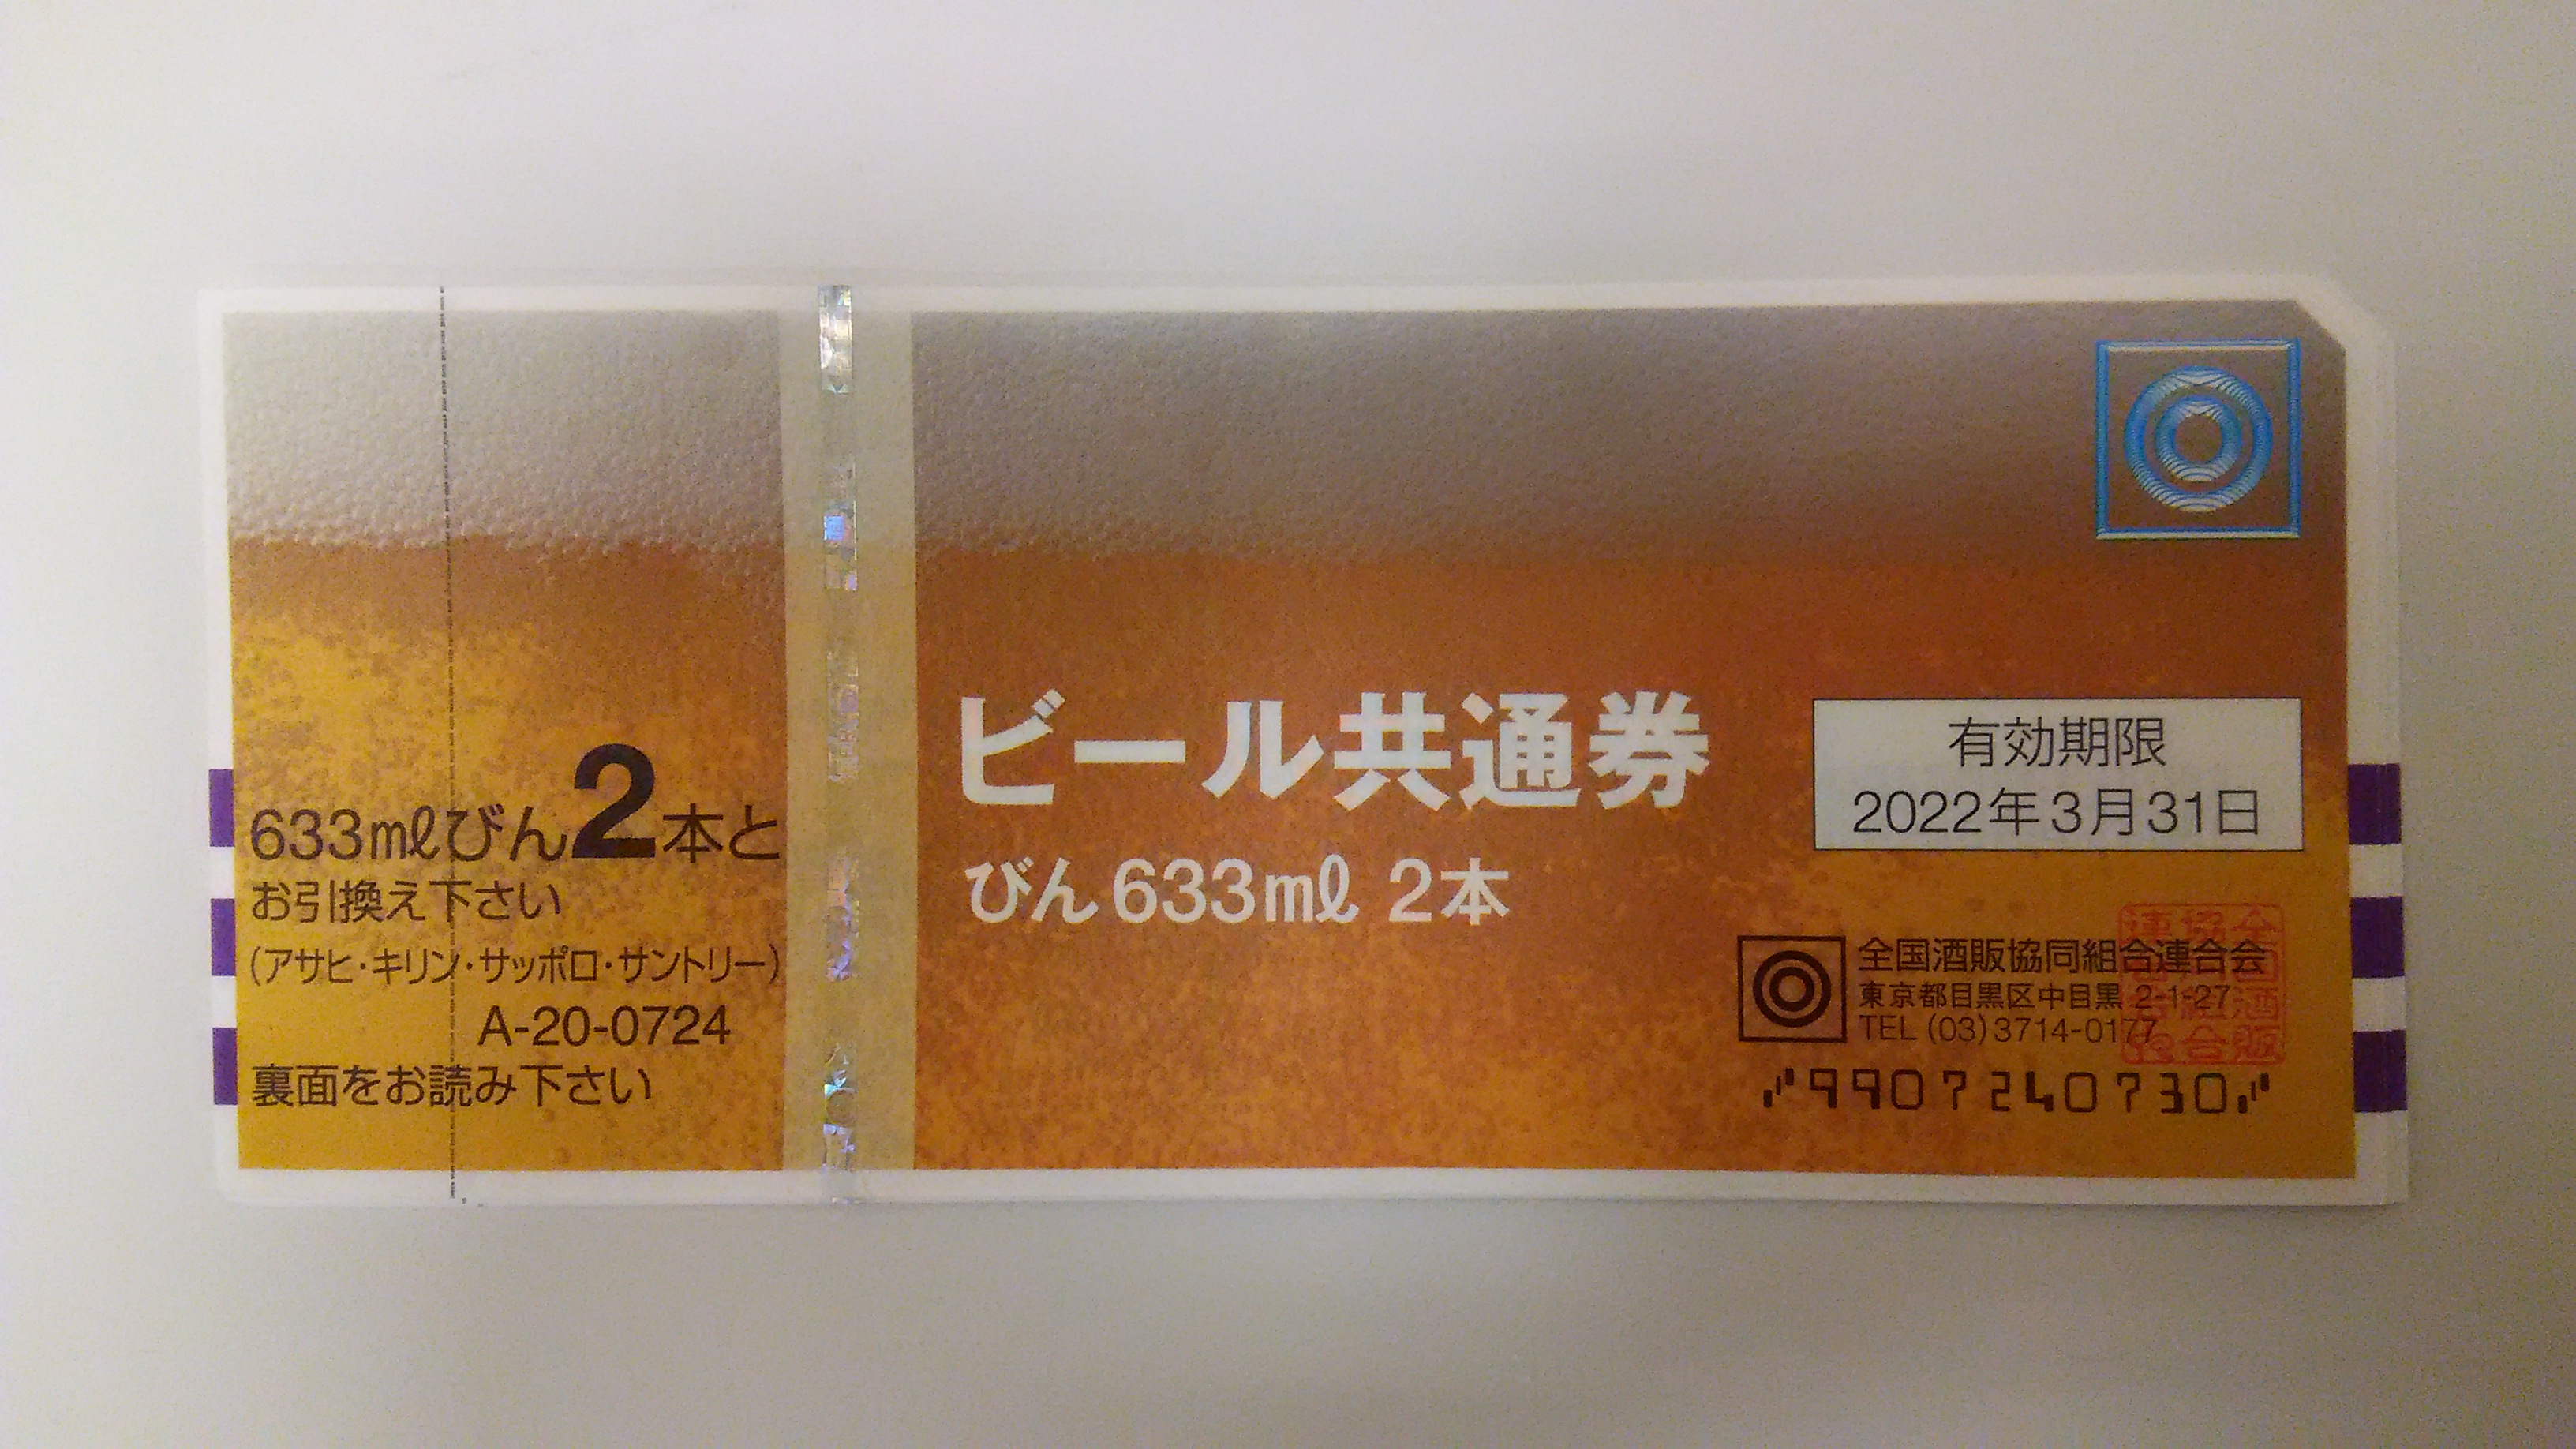 633mlびん2本と
お引換え下さい
(アサヒ・キリン・サッポロ・サントリー)
A-20-0724
裏面をお読み下さい
ビール共通券
びん633ml 2本
有効期限
2022年3月31日
全国酒販協同組合連合会
東京都目黒区中目黒 2-1-27
TEL (03)3714-0177
9907240730